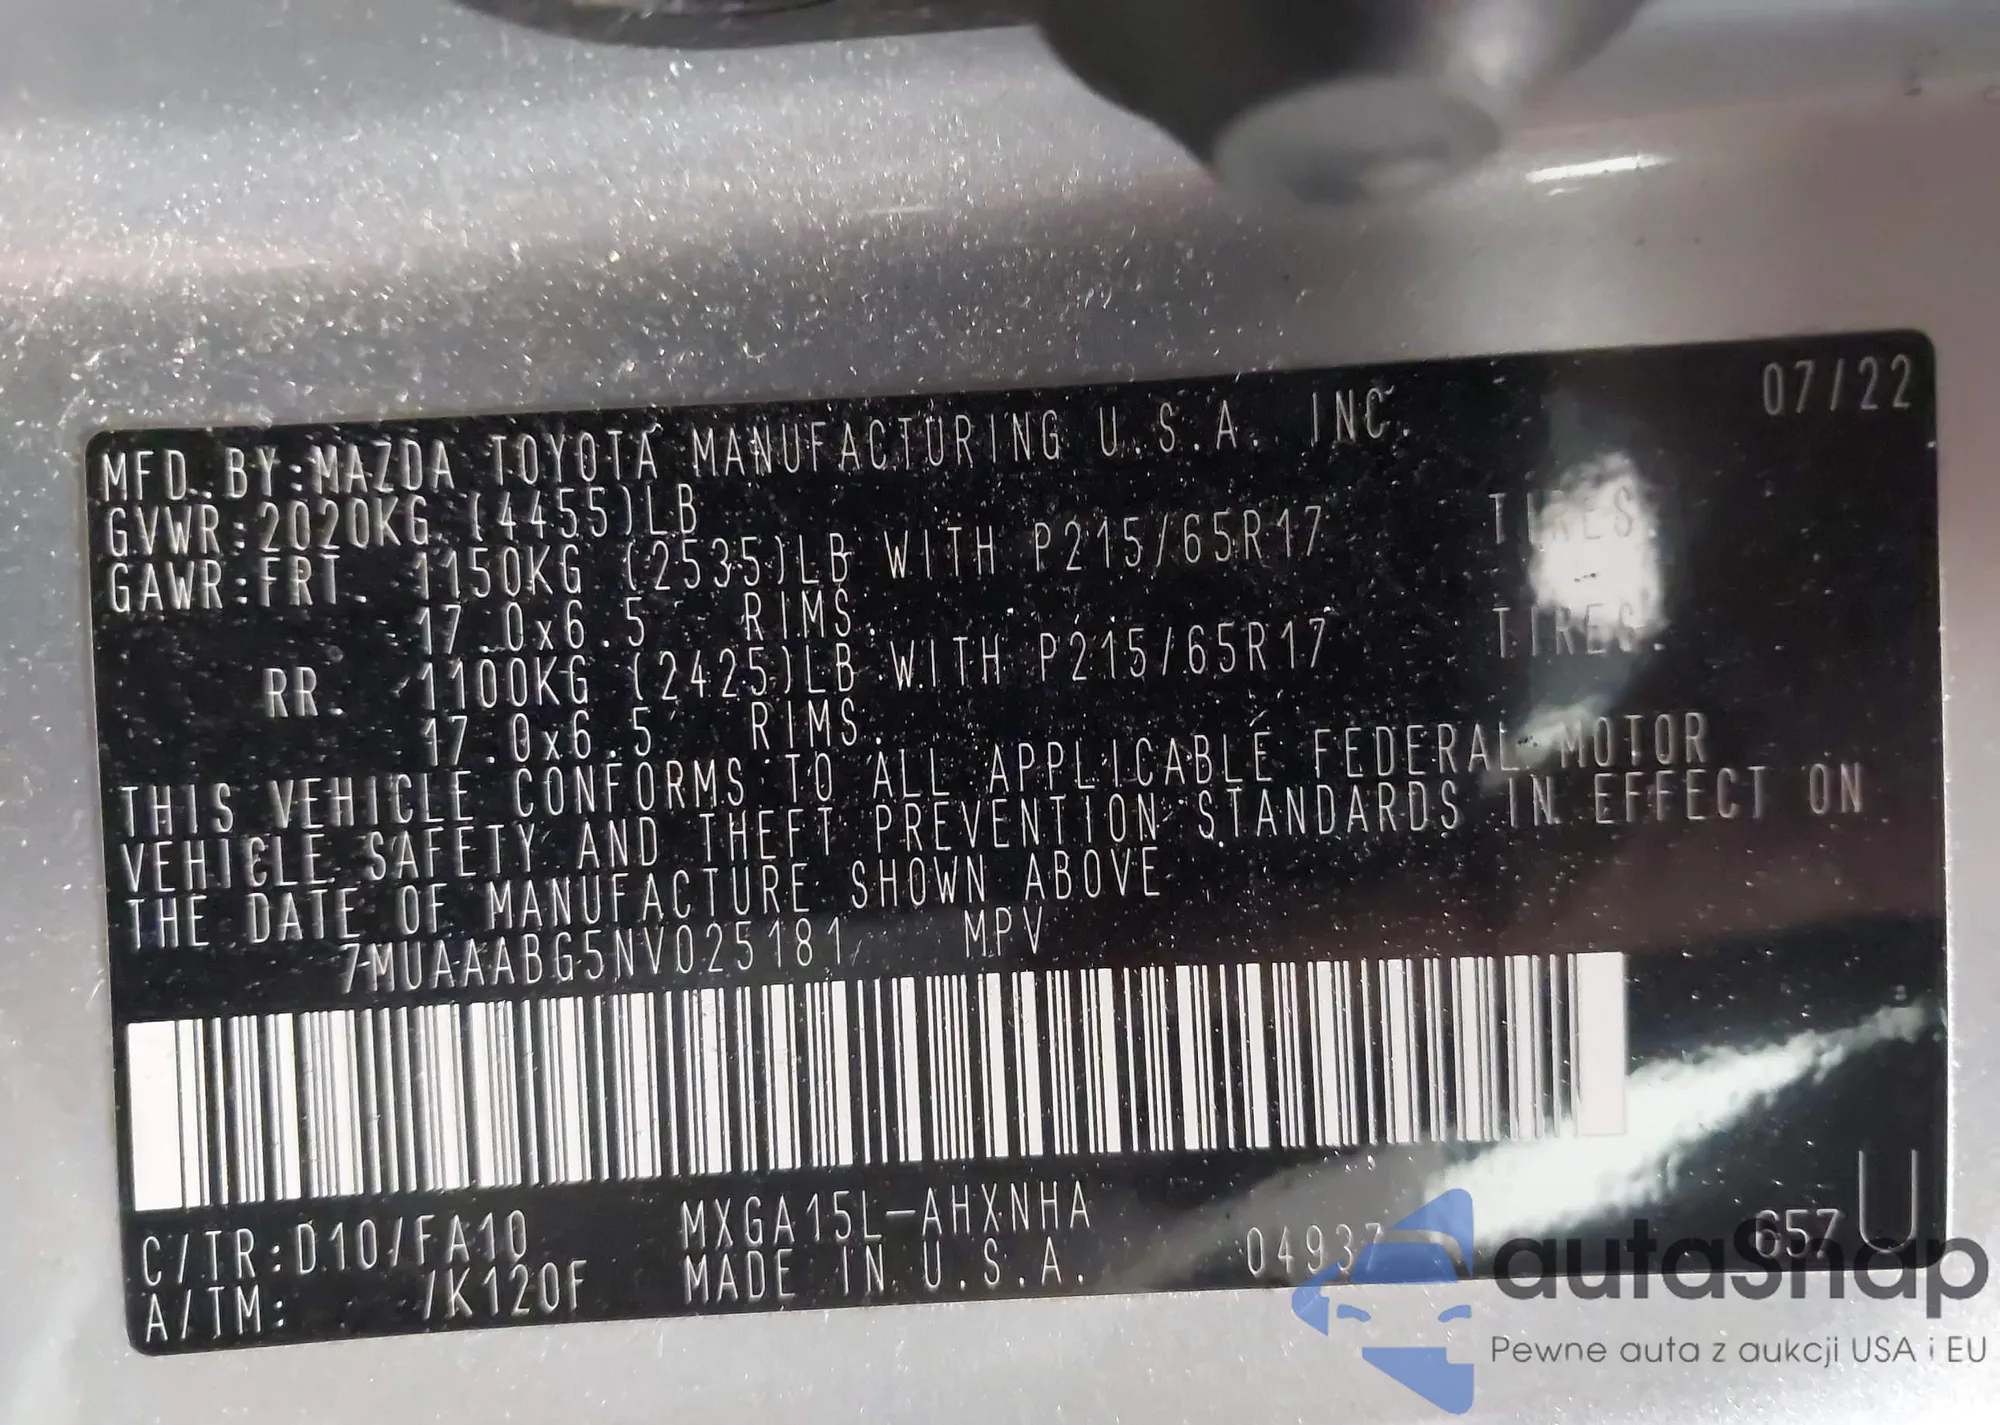 07/22
MFD. BY:MAZDA TOYOTA MANUFACTURING U.S.A. INC.
GVWR:2020KG (4455)LB
GAWR:FRT. 1150KG (2535)LB WITH P215/65R17 TIRES.
17.0x6.5 RIMS.
RR. 1100KG (2425)LB WITH P215/65R17 TIRES.
17.0x6.5 RIMS.
THIS VEHICLE CONFORMS TO ALL APPLICABLE FEDERAL MOTOR
VEHICLE SAFETY AND THEFT PREVENTION STANDARDS IN EFFECT ON
THE DATE OF MANUFACTURE SHOWN ABOVE
7MUAAABG5NV025181 MPV
C/TR:D10/FA10 MXGA15L-AHXNHA 04937 G57 U
A/TM: /K120F MADE IN U.S.A.
autaSnap
Pewne auta z aukcji USA i EU